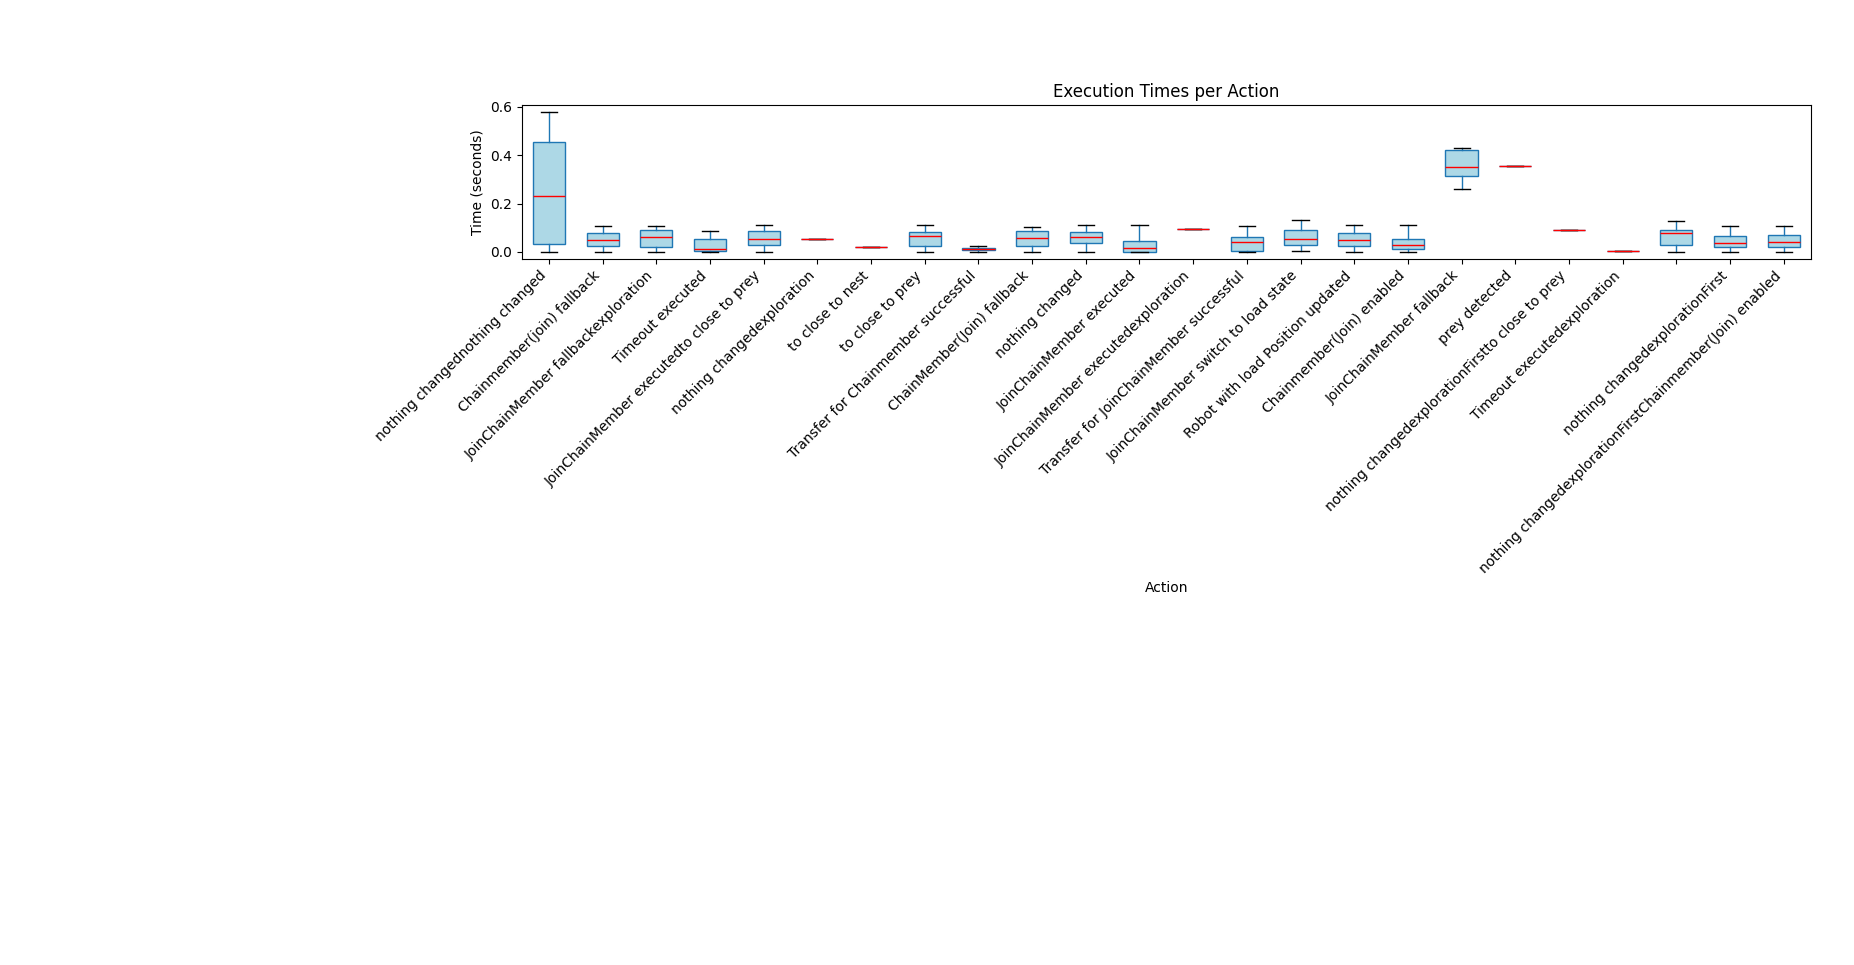 Execution Times per Action
Time (seconds)
0.6
0.4
0.2
0.0
nothing changednothing changed
Chainmember(join) fallback
JoinChainMember fallbackexploration
Timeout executed
JoinChainMember executedto close to prey
nothing changedexploration
to close to nest
to close to prey
Transfer for Chainmember successful
ChainMember(Join) fallback
nothing changed
JoinChainMember executed
JoinChainMember executedexploration
Transfer for JoinChainMember successful
JoinChainMember switch to load state
Robot with load Position updated
Chainmember(Join) enabled
JoinChainMember fallback
prey detected
nothing changedexplorationFirstto close to prey
Timeout executedexploration
nothing changedexplorationFirst
nothing changedexplorationFirstChainmember(Join) enabled
Action